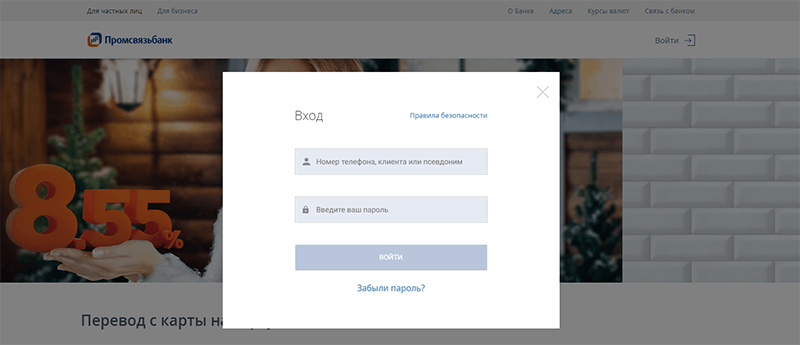 Для частных лиц Для бизнеса О Банке Адреса Курсы валют Связь с банком
Промсвязьбанк Войти
Вход Правила безопасности
Номер телефона, клиента или псевдоним
8.55%
Введите ваш пароль
ВОЙТИ
Забыли пароль?
Перевод с карты на